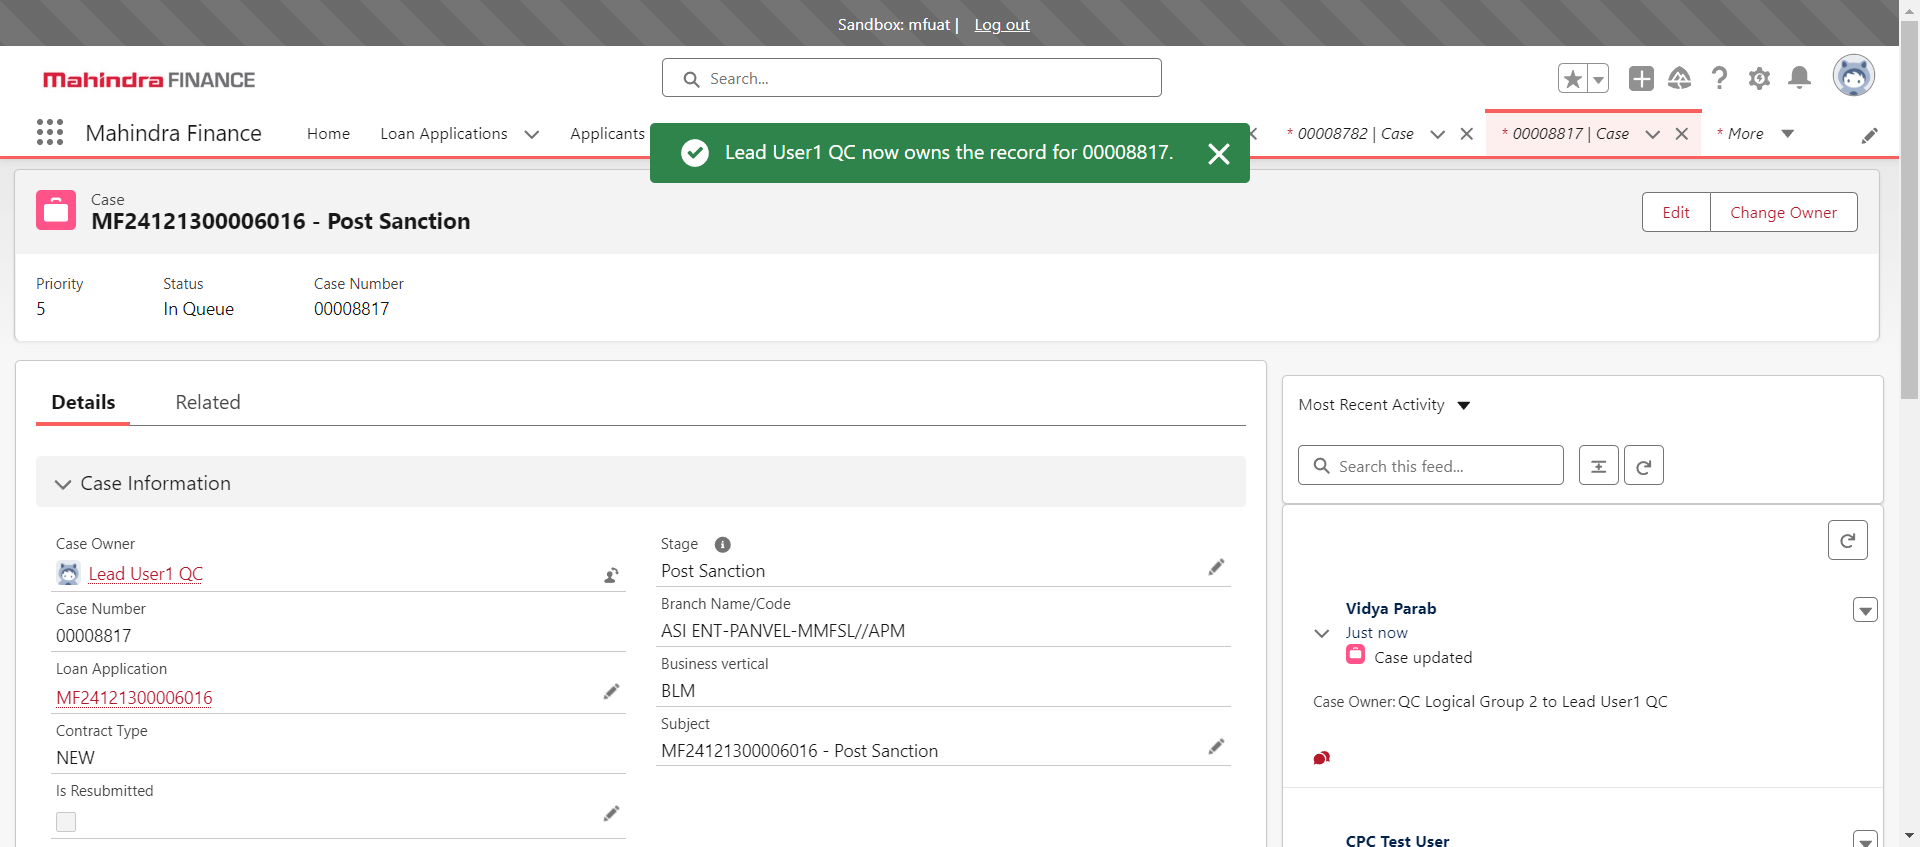 Sandbox: mfuat | Log out
Mahindra FINANCE
Search...
Mahindra Finance
Home
Loan Applications
Applicants
* 00008782 | Case
* 00008817 | Case
* More
Lead User1 QC now owns the record for 00008817.
Case
MF24121300006016 - Post Sanction
Edit
Change Owner
Priority
5
Status
In Queue
Case Number
00008817
Details
Related
Case Information
Case Owner
Lead User1 QC
Case Number
00008817
Loan Application
MF24121300006016
Contract Type
NEW
Is Resubmitted
Stage
Post Sanction
Branch Name/Code
ASI ENT-PANVEL-MMFSL//APM
Business vertical
BLM
Subject
MF24121300006016 - Post Sanction
Most Recent Activity
Search this feed...
Vidya Parab
Just now
Case updated
Case Owner: QC Logical Group 2 to Lead User1 QC
CPC Test User